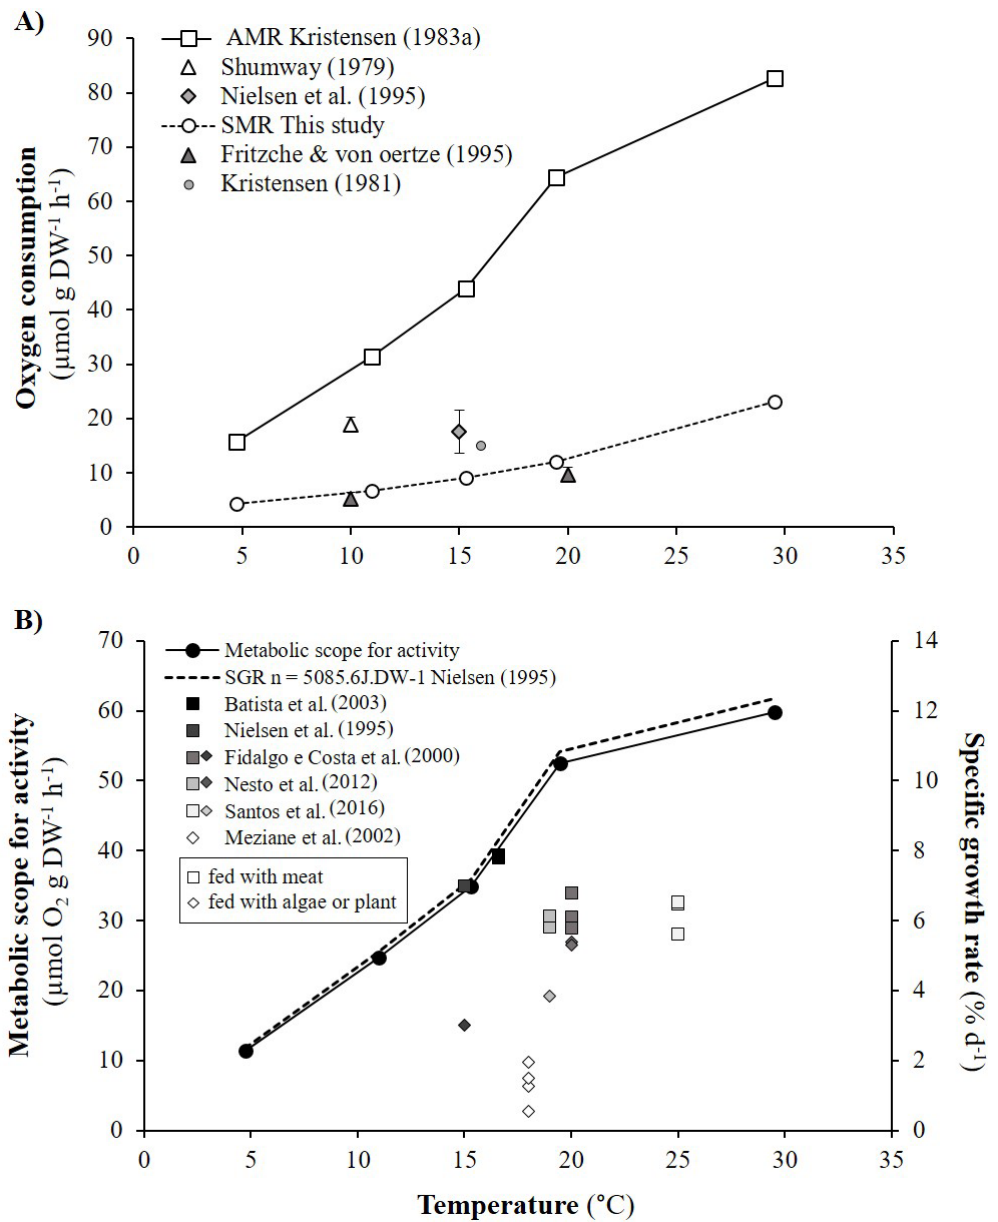 A)
90
80
70
60
50
40
30
20
10
0
Oxygen consumption
(µmol g DW-1 h-1)
AMR Kristensen (1983a)
Shumway (1979)
Nielsen et al. (1995)
SMR This study
Fritzche & von oertze (1995)
Kristensen (1981)
0 5 10 15 20 25 30 35
B)
70
60
50
40
30
20
10
0
Metabolic scope for activity
(µmol O2 g DW-1 h-1)
Metabolic scope for activity
SGR n = 5085.6J.DW-1 Nielsen (1995)
Batista et al. (2003)
Nielsen et al. (1995)
Fidalgo e Costa et al. (2000)
Nesto et al. (2012)
Santos et al. (2016)
Meziane et al. (2002)
fed with meat
fed with algae or plant
14
12
10
8
6
4
2
0
Specific growth rate (% d-1)
0 5 10 15 20 25 30 35
Temperature (°C)